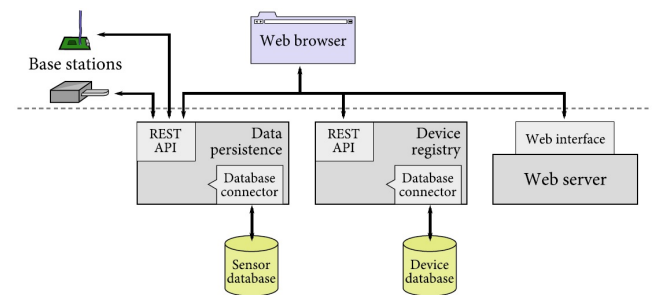 Web browser
Base stations
REST
API
Data
persistence
Database
connector
REST
API
Device
registry
Database
connector
Web interface
Web server
Sensor
database
Device
database